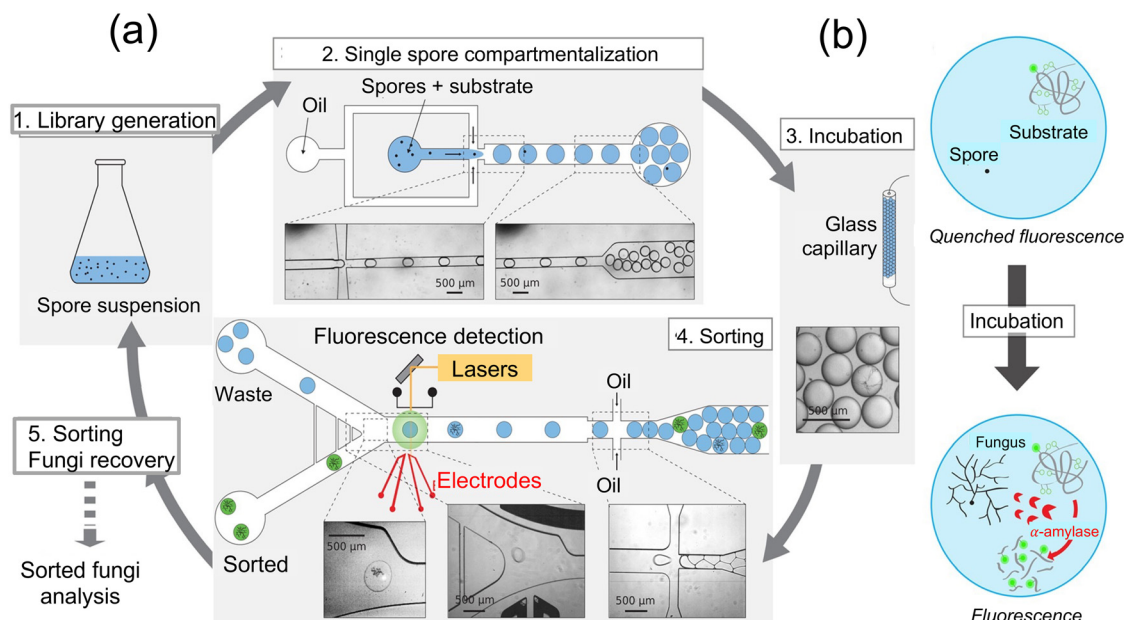 (a)
(b)
1. Library generation
Spore suspension
2. Single spore compartmentalization
Spores + substrate
Oil
500 µm
500 µm
3. Incubation
Glass
capillary
500 µm
4. Sorting
Fluorescence detection
Lasers
Waste
Oil
Oil
Electrodes
Sorted
500 µm
500 µm
500 µm
5. Sorting
Fungi recovery
Sorted fungi
analysis
Substrate
Spore
Quenched fluorescence
Incubation
Fungus
α-amylase
Fluorescence